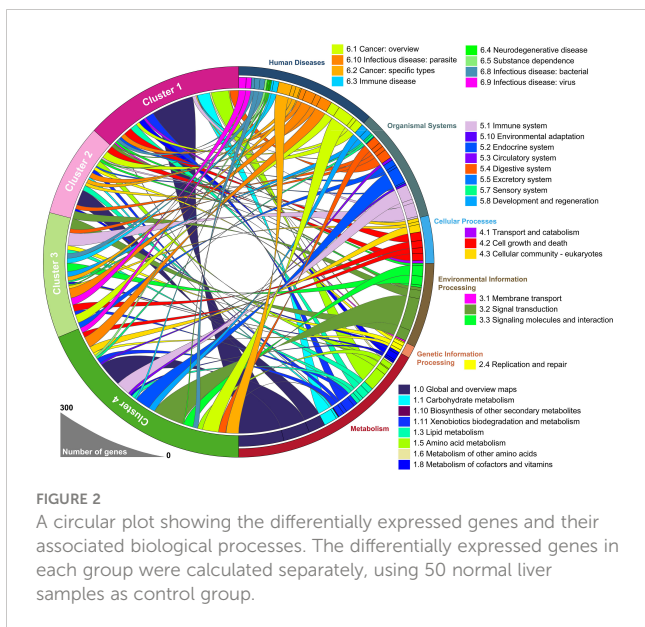 Human Diseases
6.1 Cancer: overview
6.10 Infectious disease: parasite
6.2 Cancer: specific types
6.3 Immune disease
6.4 Neurodegenerative disease
6.5 Substance dependence
6.8 Infectious disease: bacterial
6.9 Infectious disease: virus
Cluster 1
Cluster 2
Cluster 3
Cluster 4
Organismal Systems
5.1 Immune system
5.10 Environmental adaptation
5.2 Endocrine system
5.3 Circulatory system
5.4 Digestive system
5.5 Excretory system
5.7 Sensory system
5.8 Development and regeneration
Cellular Processes
4.1 Transport and catabolism
4.2 Cell growth and death
4.3 Cellular community - eukaryotes
Environmental Information
Processing
3.1 Membrane transport
3.2 Signal transduction
3.3 Signaling molecules and interaction
Genetic Information
Processing
2.4 Replication and repair
Metabolism
1.0 Global and overview maps
1.1 Carbohydrate metabolism
1.10 Biosynthesis of other secondary metabolites
1.11 Xenobiotics biodegradation and metabolism
1.3 Lipid metabolism
1.5 Amino acid metabolism
1.6 Metabolism of other amino acids
1.8 Metabolism of cofactors and vitamins
300
Number of genes
0
FIGURE 2
A circular plot showing the differentially expressed genes and their
associated biological processes. The differentially expressed genes in
each group were calculated separately, using 50 normal liver
samples as control group.